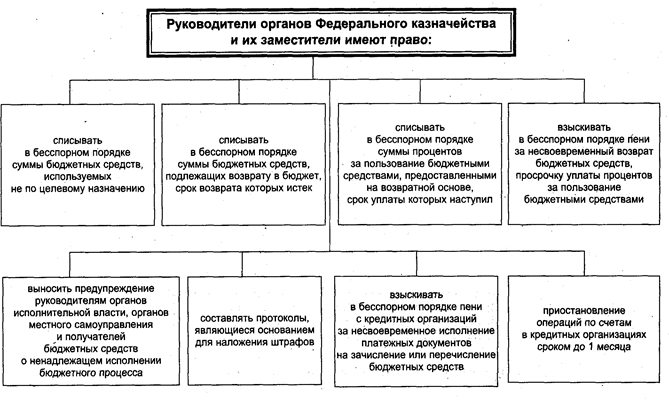 Руководители органов Федерального казначейства
и их заместители имеют право:
списывать
в бесспорном порядке
суммы бюджетных средств,
используемых
не по целевому назначению
списывать
в бесспорном порядке
суммы бюджетных средств,
подлежащих возврату в бюджет,
срок возврата которых истек
списывать
в бесспорном порядке
суммы процентов
за пользование бюджетными
средствами, предоставленными
на возвратной основе,
срок уплаты которых наступил
взыскивать
в бесспорном порядке пени
за несвоевременный возврат
бюджетных средств,
просрочку уплаты процентов
за пользование
бюджетными средствами
выносить предупреждение
руководителям органов
исполнительной власти, органов
местного самоуправления
и получателей
бюджетных средств
о ненадлежащем исполнении
бюджетного процесса
составлять протоколы,
являющиеся основанием
для наложения штрафов
взыскивать
в бесспорном порядке пени
с кредитных организаций
за несвоевременное исполнение
платежных документов
на зачисление или перечисление
бюджетных средств
приостановление
операций по счетам
в кредитных организациях
сроком до 1 месяца